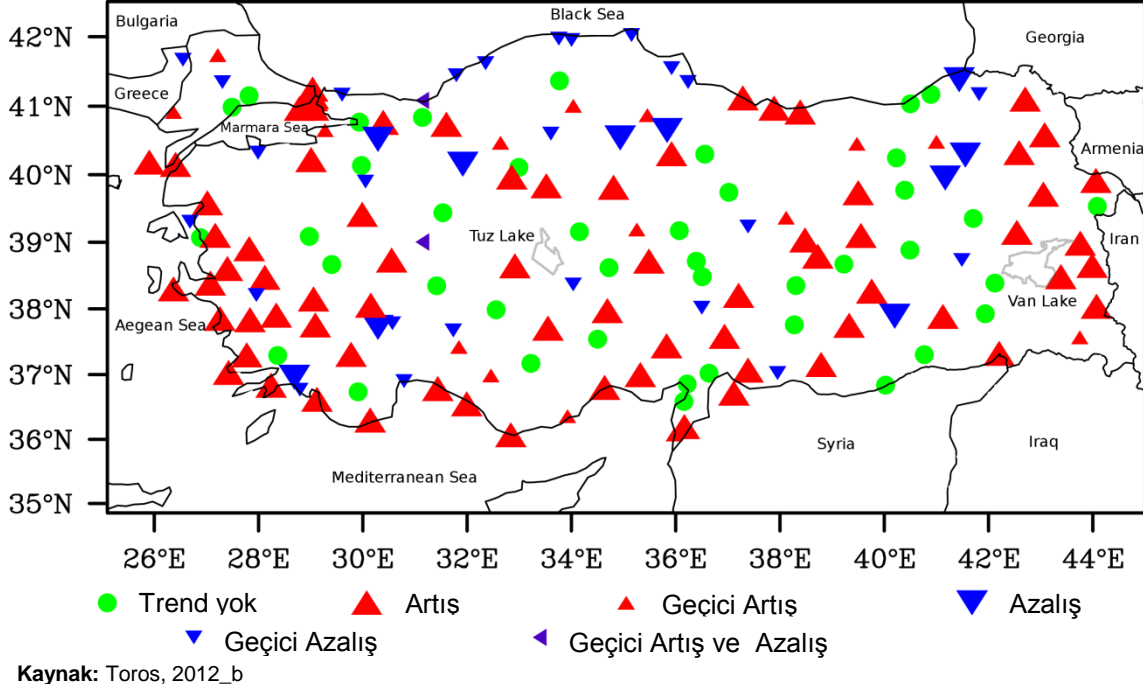 Black Sea
Bulgaria
42°N
Georgia
Greece
41°N
Marmara Sea
Armenia
40°N
Iran
39°N
Tuz Lake
Van Lake
38°N
Aegean Sea
37°N
36°N
Syria
Iraq
Mediterranean Sea
35°N
26°E 28°E 30°E 32°E 34°E 36°E 38°E 40°E 42°E 44°E
Trend yok Artış Geçici Artış Azalış
Geçici Azalış Geçici Artış ve Azalış
Kaynak: Toros, 2012_b